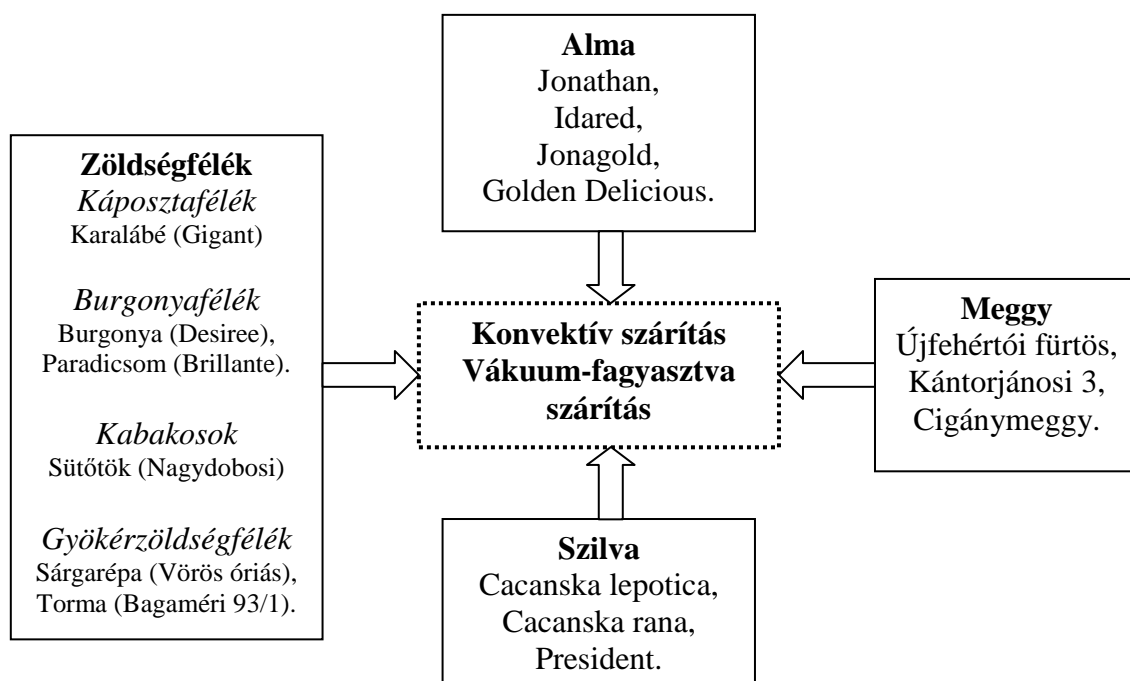 Alma
Jonathan,
Idared,
Jonagold,
Golden Delicious.
Zöldségfélék
Káposztafélék
Karalábé (Gigant)
Burgonyafélék
Burgonya (Desiree),
Paradicsom (Brillante).
Kabakosok
Sütőtök (Nagydobosi)
Gyökérzöldségfélék
Sárgarépa (Vörös óriás),
Torma (Bagaméri 93/1).
Konvektív szárítás
Vákuum-fagyasztva
szárítás
Meggy
Újfehértói fürtös,
Kántorjánosi 3,
Cigánymeggy.
Szilva
Cacanska lepotica,
Cacanska rana,
President.